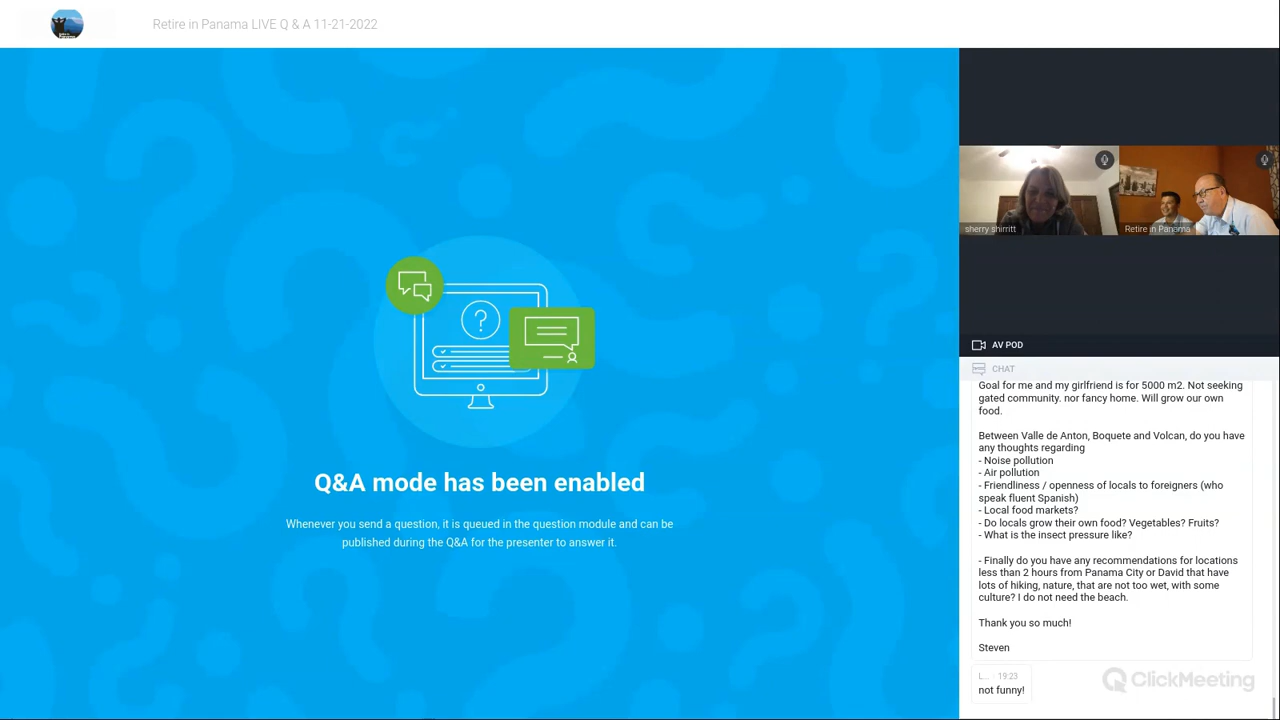 Retire in Panama LIVE Q & A 11-21-2022
?
Q&A mode has been enabled
Whenever you send a question, it is queued in the question module and can be
published during the Q&A for the presenter to answer it.
sherry shirritt
Retire in Panama
AV POD
CHAT
Goal for me and my girlfriend is for 5000 m2. Not seeking
gated community. nor fancy home. Will grow our own
food.
Between Valle de Anton, Boquete and Volcan, do you have
any thoughts regarding
- Noise pollution
- Air pollution
- Friendliness / openness of locals to foreigners (who
speak fluent Spanish)
- Local food markets?
- Do locals grow their own food? Vegetables? Fruits?
- What is the insect pressure like?
- Finally do you have any recommendations for locations
less than 2 hours from Panama City or David that have
lots of hiking, nature, that are not too wet, with some
culture? I do not need the beach.
Thank you so much!
Steven
L... 19:23
not funny!
ClickMeeting